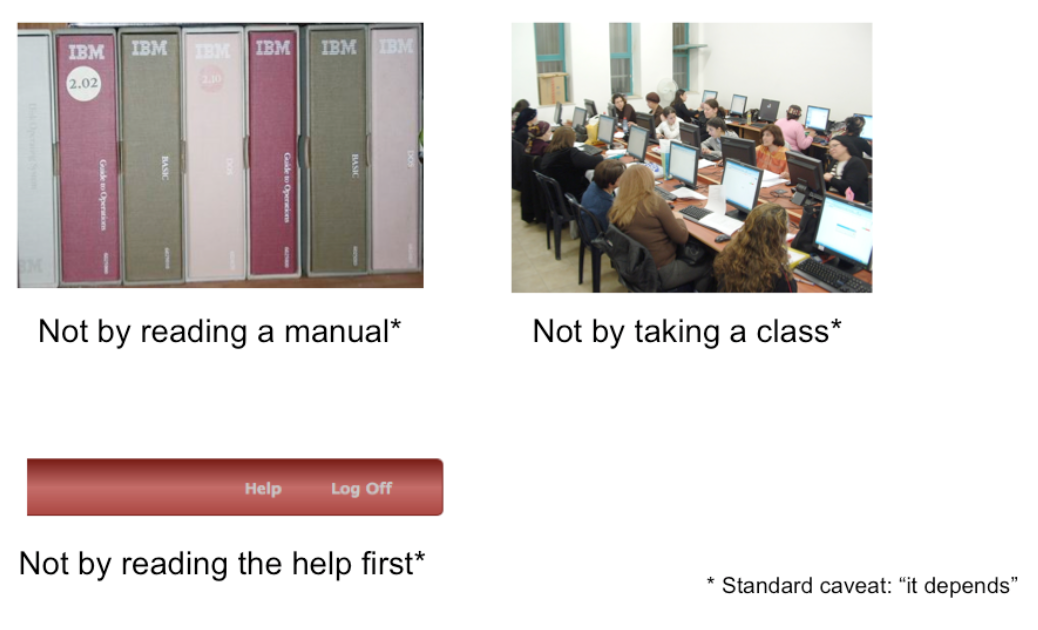 IBM IBM IBM IBM IBM IBM
2.02 2.10
Guide to Operations BASIC DOS Guide to Operations BASIC DOS
Not by reading a manual*
Not by taking a class*
Help Log Off
Not by reading the help first*
* Standard caveat: “it depends”